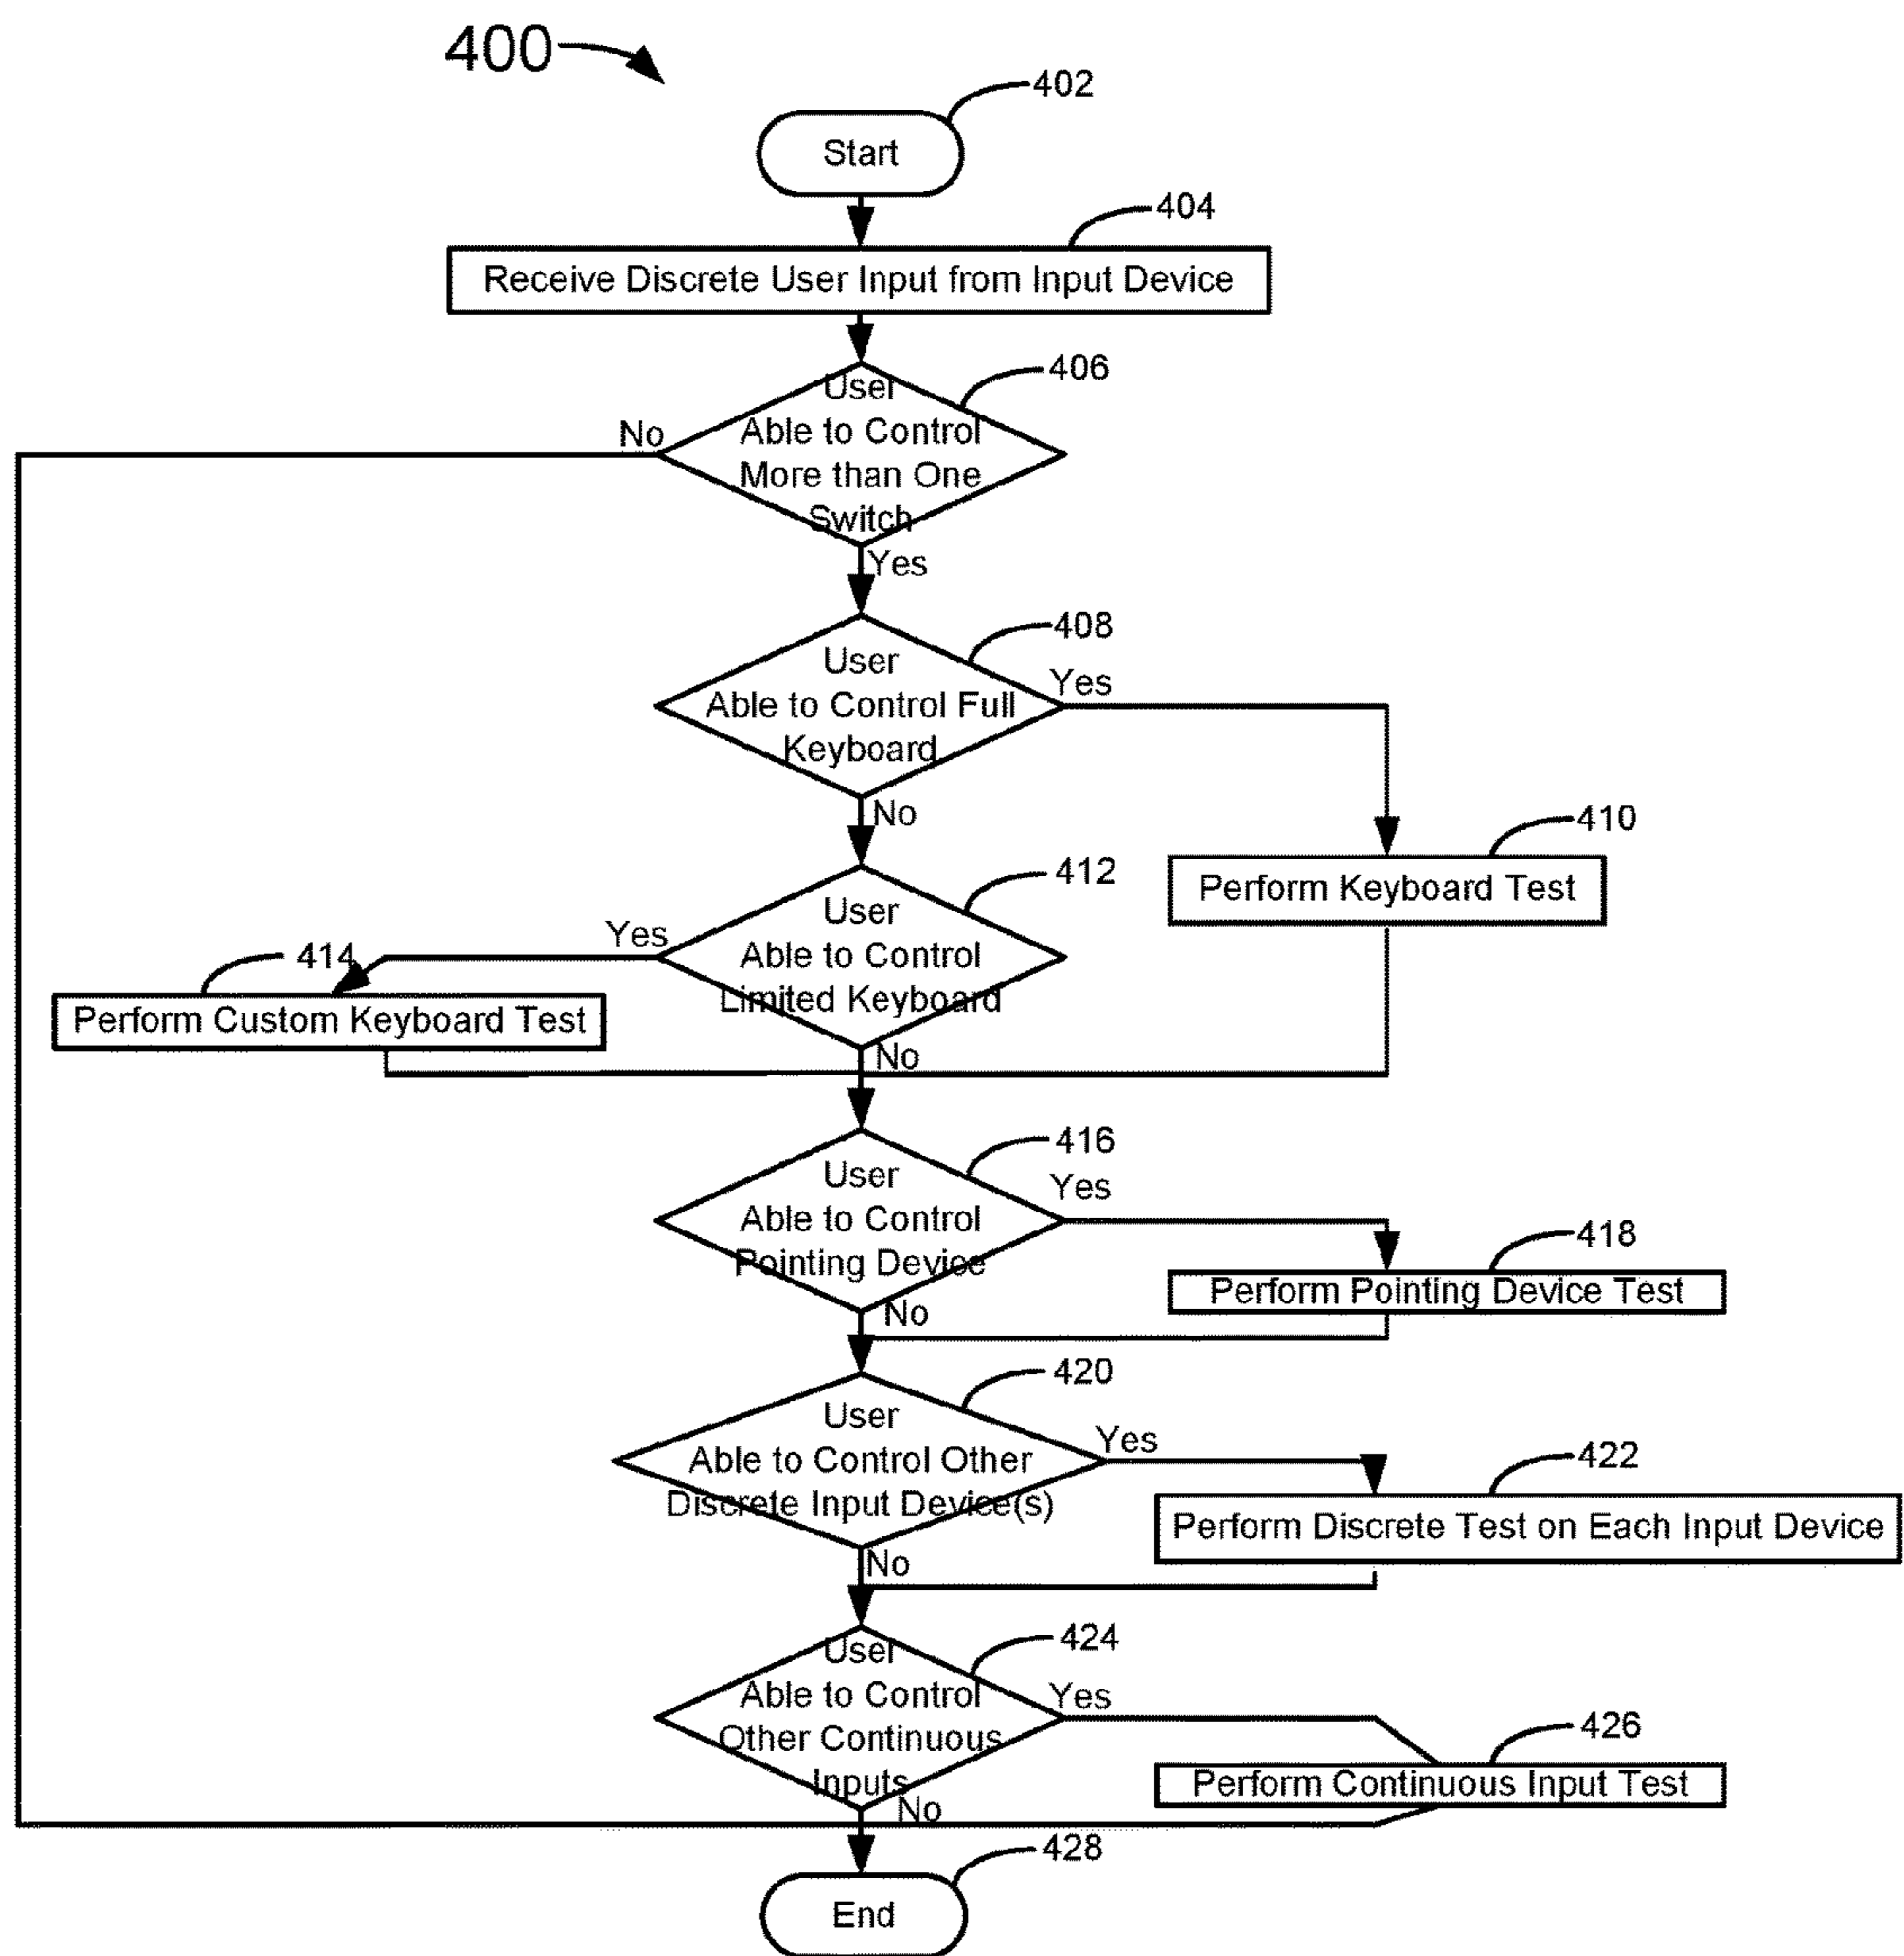 400
402
Start
404
Receive Discrete User Input from Input Device
406
User
Able to Control
More than One
Switch
No
Yes
408
User
Able to Control Full
Keyboard
Yes
No
410
Perform Keyboard Test
412
User
Able to Control
Limited Keyboard
Yes
414
Perform Custom Keyboard Test
No
416
User
Able to Control
Pointing Device
Yes
418
Perform Pointing Device Test
No
420
User
Able to Control Other
Discrete Input Device(s)
Yes
422
Perform Discrete Test on Each Input Device
No
424
User
Able to Control
Other Continuous
Inputs
Yes
426
Perform Continuous Input Test
No
428
End